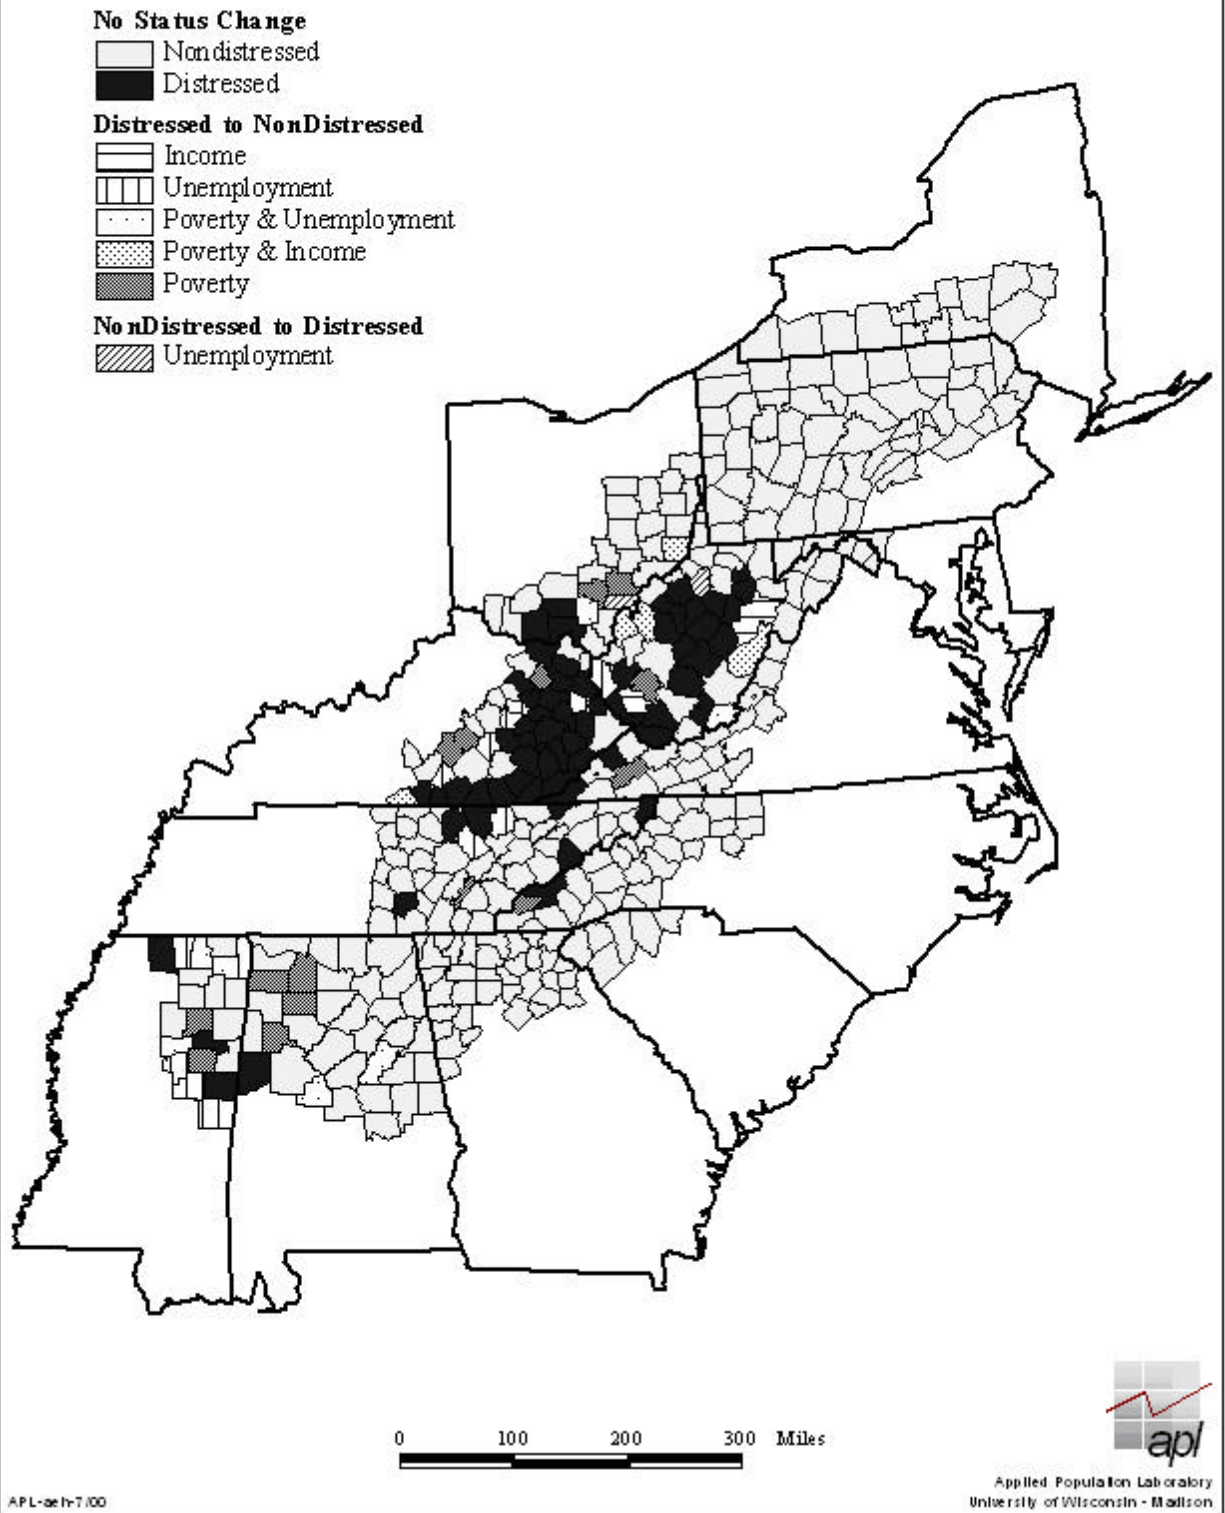 No Status Change
Nondistressed
Distressed
Distressed to NonDistressed
Income
Unemployment
Poverty & Unemployment
Poverty & Income
Poverty
NonDistressed to Distressed
Unemployment
0 100 200 300 Miles
apl
Applied Population Laboratory
University of Wisconsin - Madison
APL-aeh-7/00